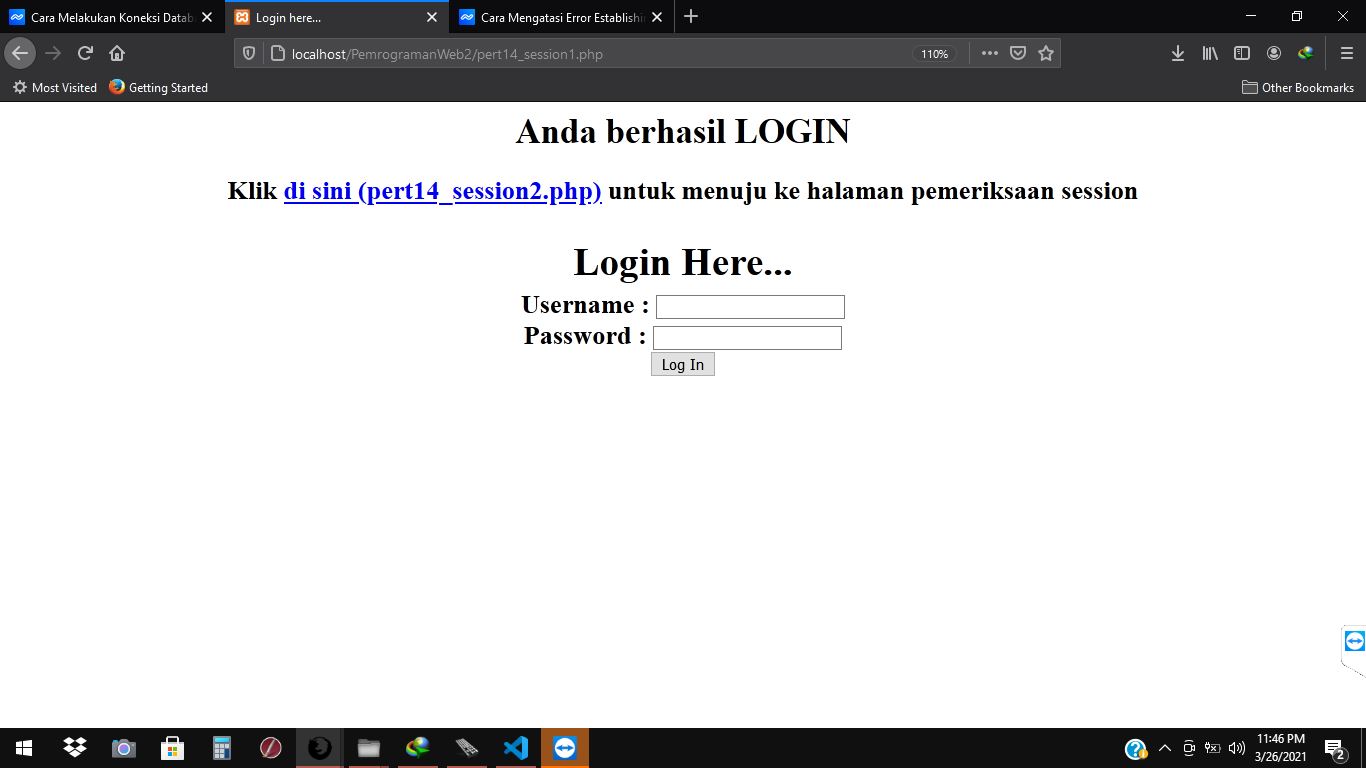 Cara Melakukan Koneksi Datab
Login here...
Cara Mengatasi Error Establishi
localhost/PemrogramanWeb2/pert14_session1.php
110%
Most Visited
Getting Started
Other Bookmarks
Anda berhasil LOGIN
Klik di sini (pert14_session2.php) untuk menuju ke halaman pemeriksaan session
Login Here...
Username :
Password :
Log In
11:46 PM
3/26/2021
2